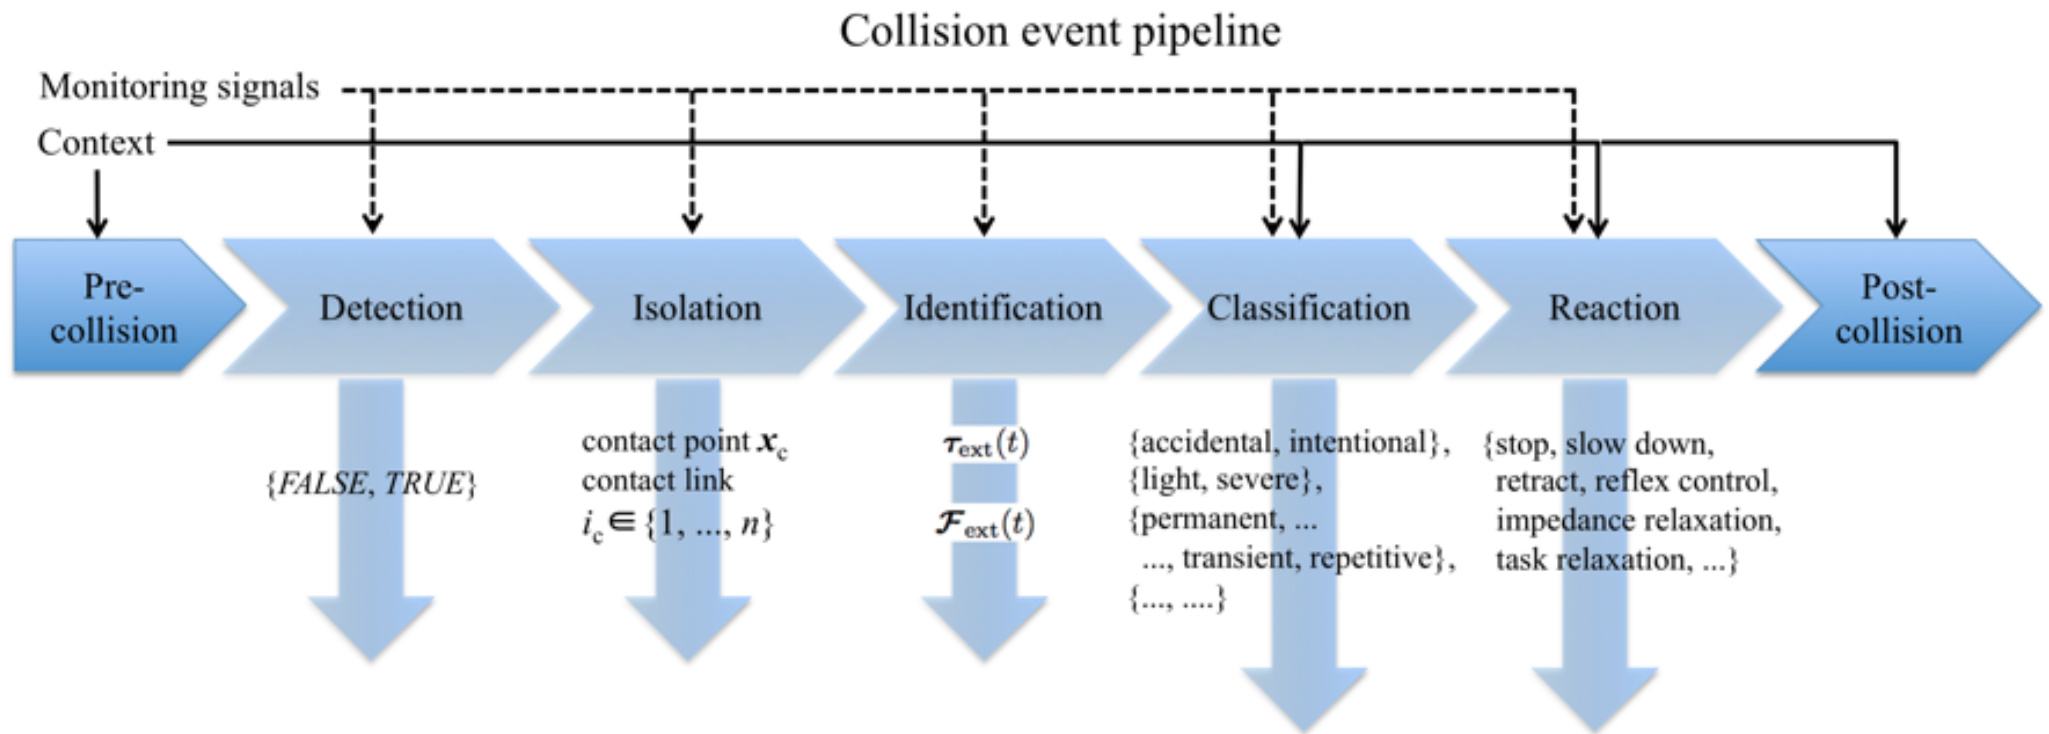 Collision event pipeline
Monitoring signals
Context
Pre-
collision
Detection
Isolation
Identification
Classification
Reaction
Post-
collision
{FALSE, TRUE}
contact point x_c
contact link
i_c ∈ {1, ..., n}
τ_ext(t)
ℱ_ext(t)
{accidental, intentional},
{light, severe},
{permanent, ...
..., transient, repetitive},
{..., ....}
{stop, slow down,
retract, reflex control,
impedance relaxation,
task relaxation, ...}